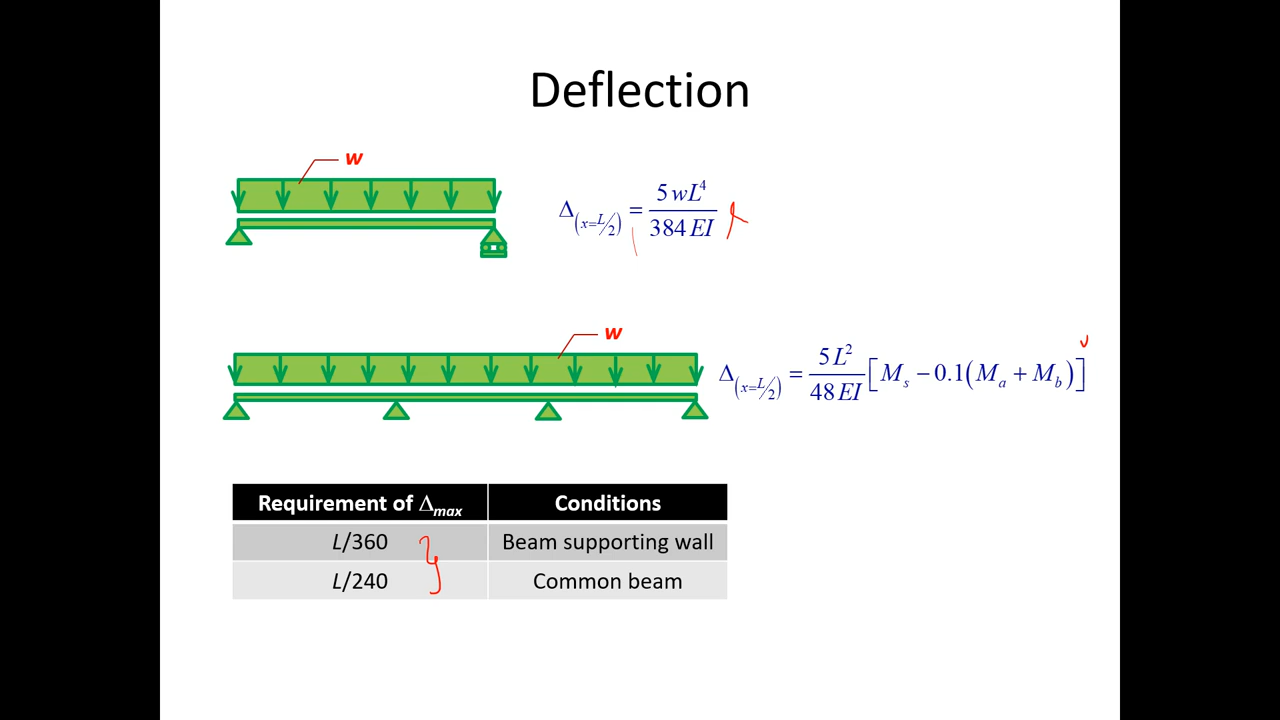 Deflection
w
Δ(x=L/2) = 5wL⁴/384EI
w
Δ(x=L/2) = 5L²/48EI [Ms − 0.1(Ma + Mb)]
Requirement of Δmax Conditions
L/360 Beam supporting wall
L/240 Common beam